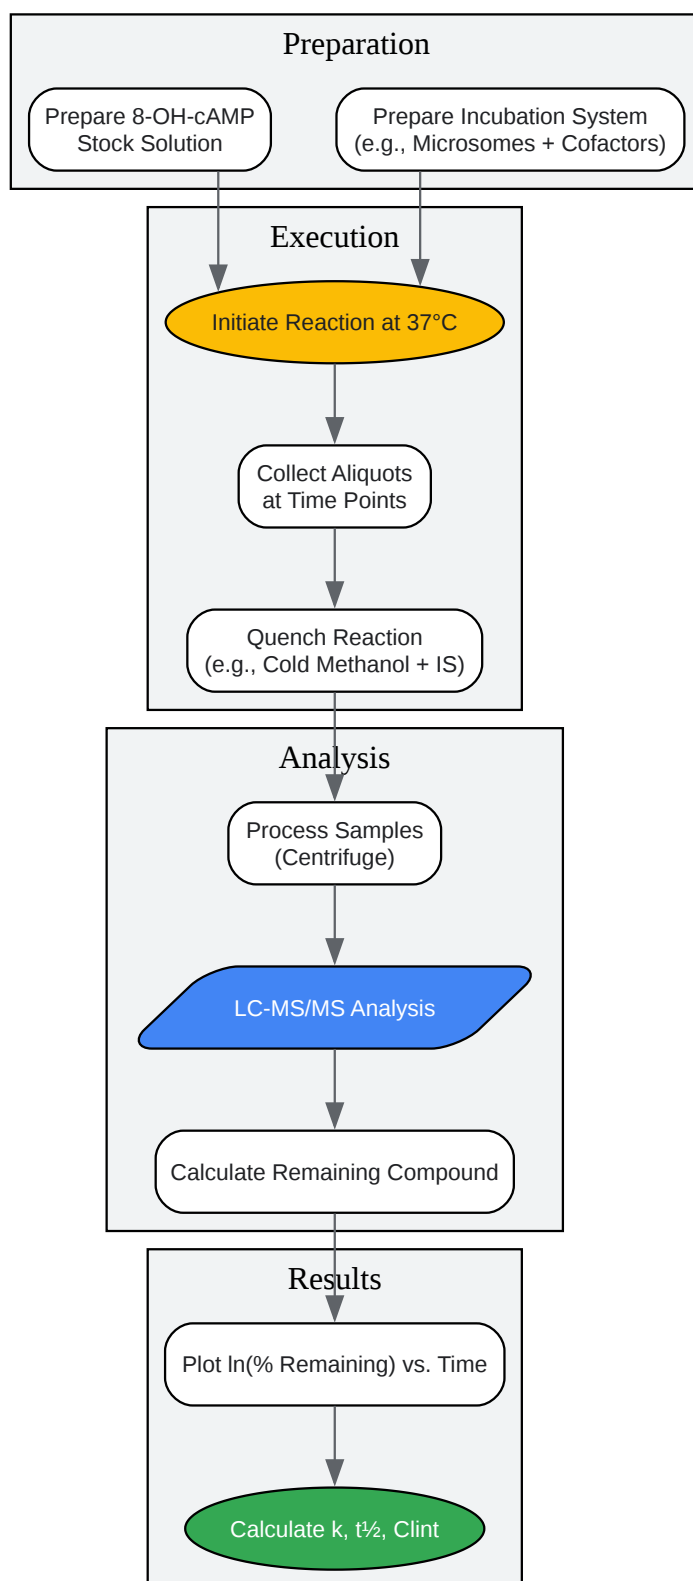 Preparation
Prepare 8-OH-cAMP
Stock Solution
Prepare Incubation System
(e.g., Microsomes + Cofactors)
Execution
Initiate Reaction at 37°C
Collect Aliquots
at Time Points
Quench Reaction
(e.g., Cold Methanol + IS)
Analysis
Process Samples
(Centrifuge)
LC-MS/MS Analysis
Calculate Remaining Compound
Results
Plot ln(% Remaining) vs. Time
Calculate k, t½, Clint